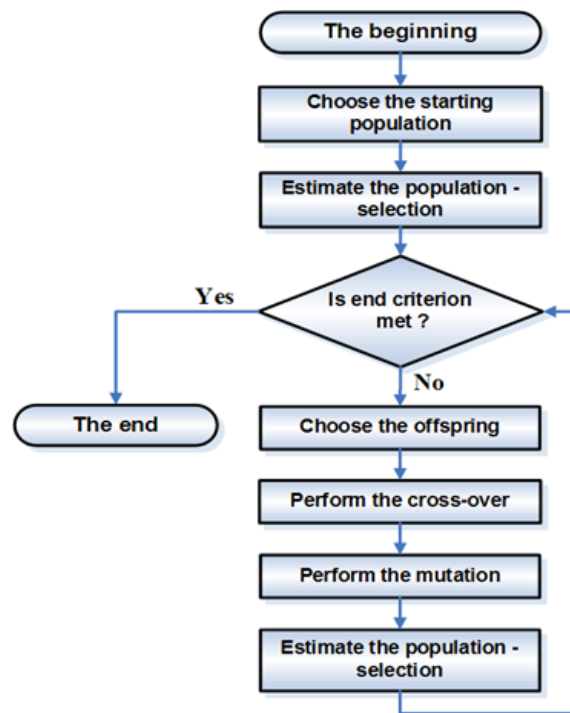 The beginning
Choose the starting
population
Estimate the population -
selection
Is end criterion
met ?
Yes
No
The end
Choose the offspring
Perform the cross-over
Perform the mutation
Estimate the population -
selection